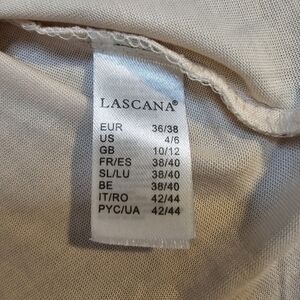 LASCANA®
EUR 36/38
US 4/6
GB 10/12
FR/ES 38/40
SL/LU 38/40
BE 38/40
IT/RO 42/44
PYC/UA 42/44